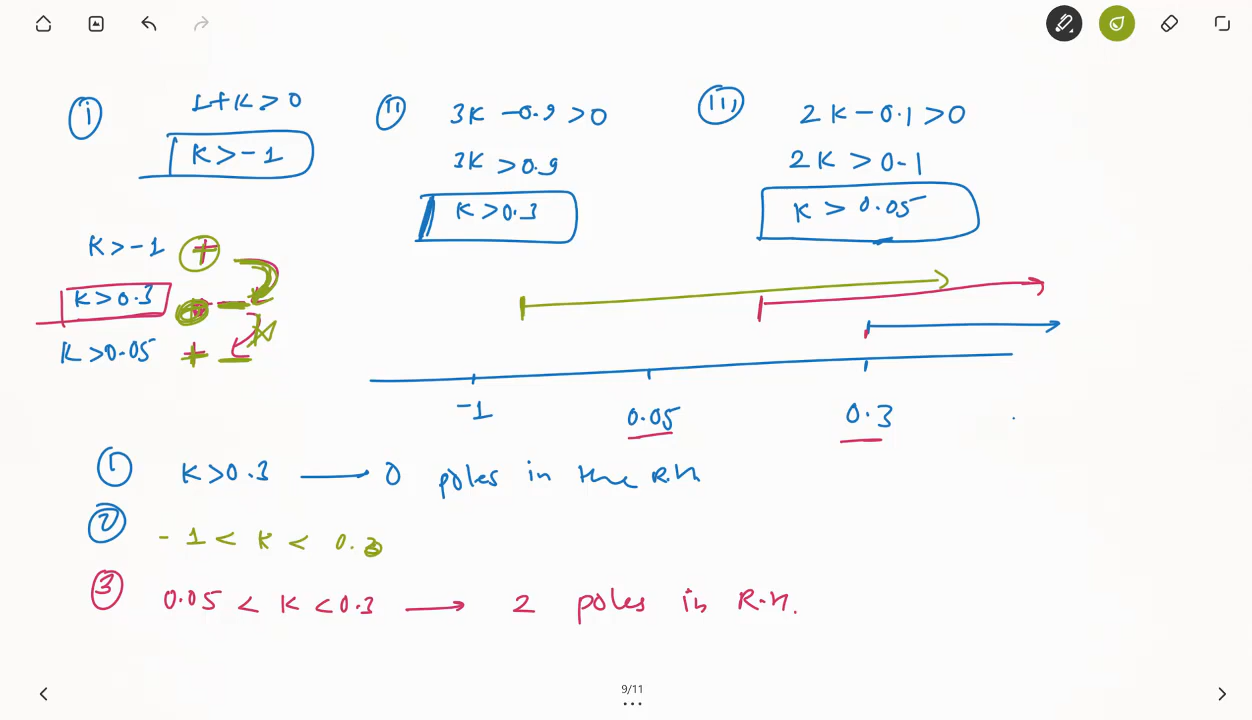 i 1+K > 0
K > -1
ii 3K - 0.9 > 0
3K > 0.9
K > 0.3
iii 2K - 0.1 > 0
2K > 0.1
K > 0.05
K > -1 +
K > 0.3
K > 0.05 + -
-1 0.05 0.3
1 K > 0.3 → 0 poles in the R.H
2 -1 < K < 0.
3 0.05 < K < 0.3 → 2 poles in R.H.
9/11